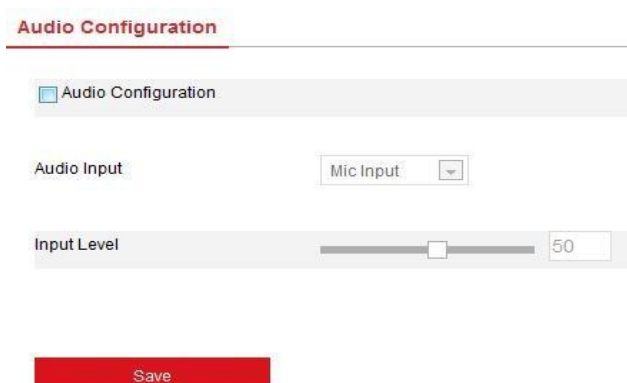 Audio Configuration
Audio Configuration
Audio Input
Mic Input
Input Level
50
Save